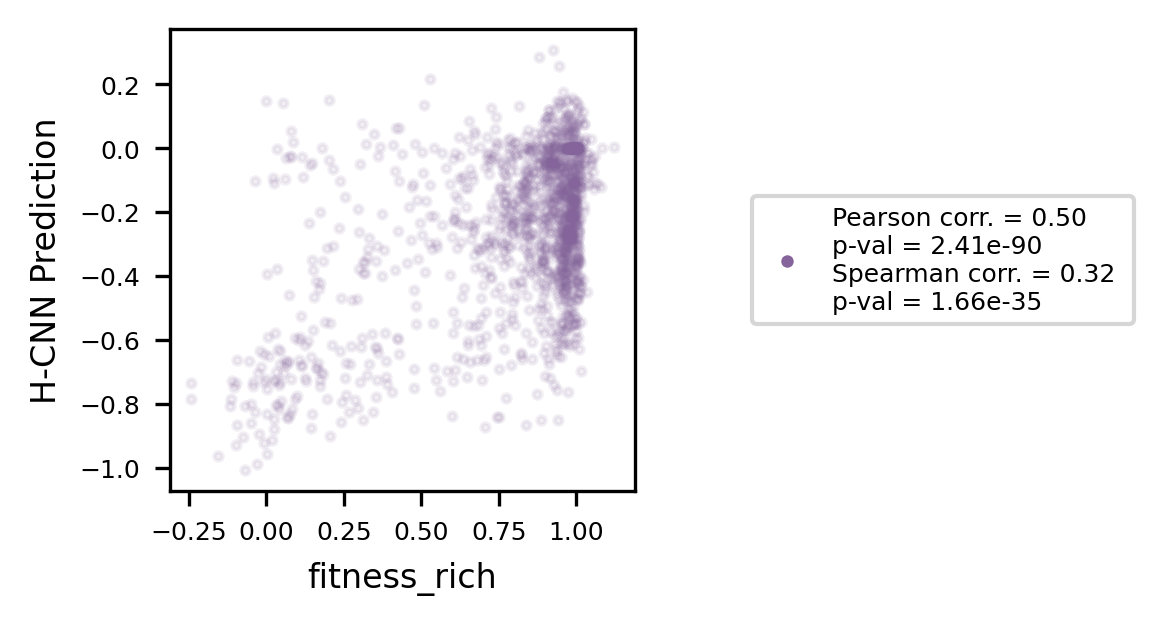 H-CNN Prediction
0.2
0.0
−0.2
−0.4
−0.6
−0.8
−1.0
−0.25 0.00 0.25 0.50 0.75 1.00
fitness_rich
Pearson corr. = 0.50
p-val = 2.41e-90
Spearman corr. = 0.32
p-val = 1.66e-35